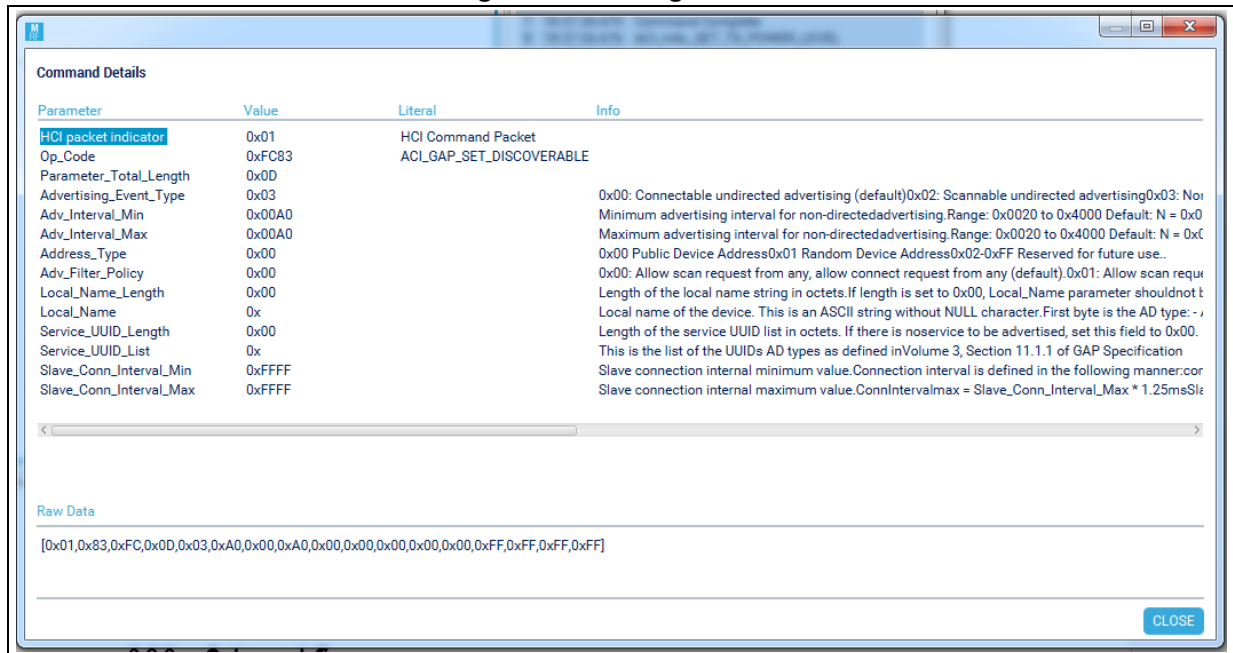 Command Details
Parameter Value Literal Info
HCI packet indicator 0x01 HCI Command Packet
Op_Code 0xFC83 ACI_GAP_SET_DISCOVERABLE
Parameter_Total_Length 0x0D
Advertising_Event_Type 0x03 0x00: Connectable undirected advertising (default)0x02: Scannable undirected advertising0x03:
Adv_Interval_Min 0x00A0 Minimum advertising interval for non-directedadvertising.Range: 0x0020 to 0x4000 Default: N = 0x0
Adv_Interval_Max 0x00A0 Maximum advertising interval for non-directedadvertising.Range: 0x0020 to 0x4000 Default: N = 0x0
Address_Type 0x00 0x00 Public Device Address0x01 Random Device Address0x02-0xFF Reserved for future use..
Adv_Filter_Policy 0x00 0x00: Allow scan request from any, allow connect request from any (default).0x01: Allow scan reque
Local_Name_Length 0x00 Length of the local name string in octets.If length is set to 0x00, Local_Name parameter shouldnot
Local_Name 0x Local name of the device. This is an ASCII string without NULL character.First byte is the AD type: -
Service_UUID_Length 0x00 Length of the service UUID list in octets. If there is noservice to be advertised, set this field to 0x00.
Service_UUID_List 0x This is the list of the UUIDs AD types as defined inVolume 3, Section 11.1.1 of GAP Specification
Slave_Conn_Interval_Min 0xFFFF Slave connection internal minimum value.Connection interval is defined in the following manner:cor
Slave_Conn_Interval_Max 0xFFFF Slave connection internal maximum value.ConnIntervalmax = Slave_Conn_Interval_Max * 1.25msSla
Raw Data
[0x01,0x83,0xFC,0x0D,0x03,0xA0,0x00,0xA0,0x00,0x00,0x00,0x00,0x00,0xFF,0xFF,0xFF,0xFF]
CLOSE